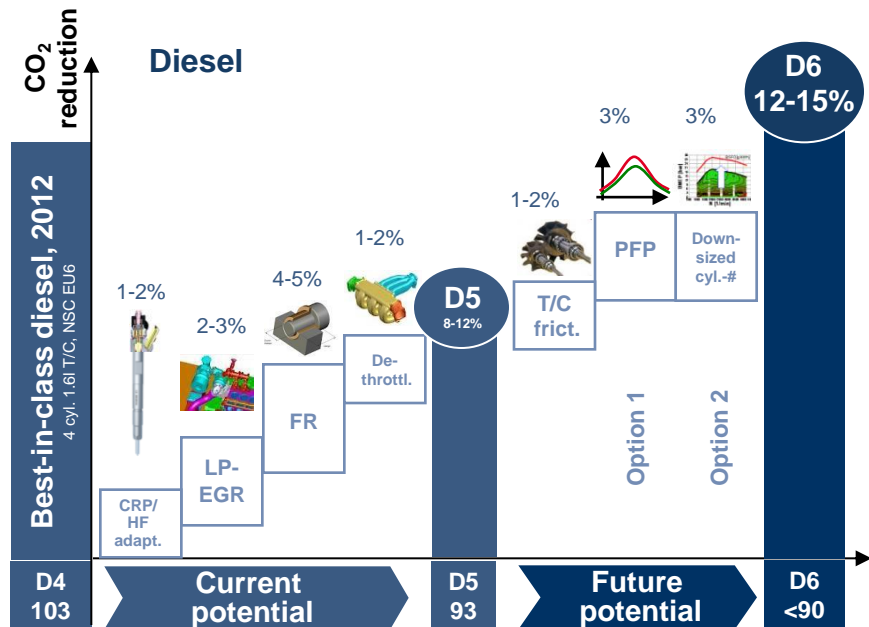 CO2
reduction
Diesel
D6
12-15%
3%
3%
1-2%
1-2%
4-5%
2-3%
1-2%
Best-in-class diesel, 2012
4 cyl. 1.6l T/C, NSC EU6
D5
8-12%
T/C
frict.
PFP
Down-
sized
cyl.-#
De-
throttl.
FR
LP-
EGR
CRP/
HF
adapt.
Option 1
Option 2
D4
103
Current
potential
D5
93
Future
potential
D6
<90